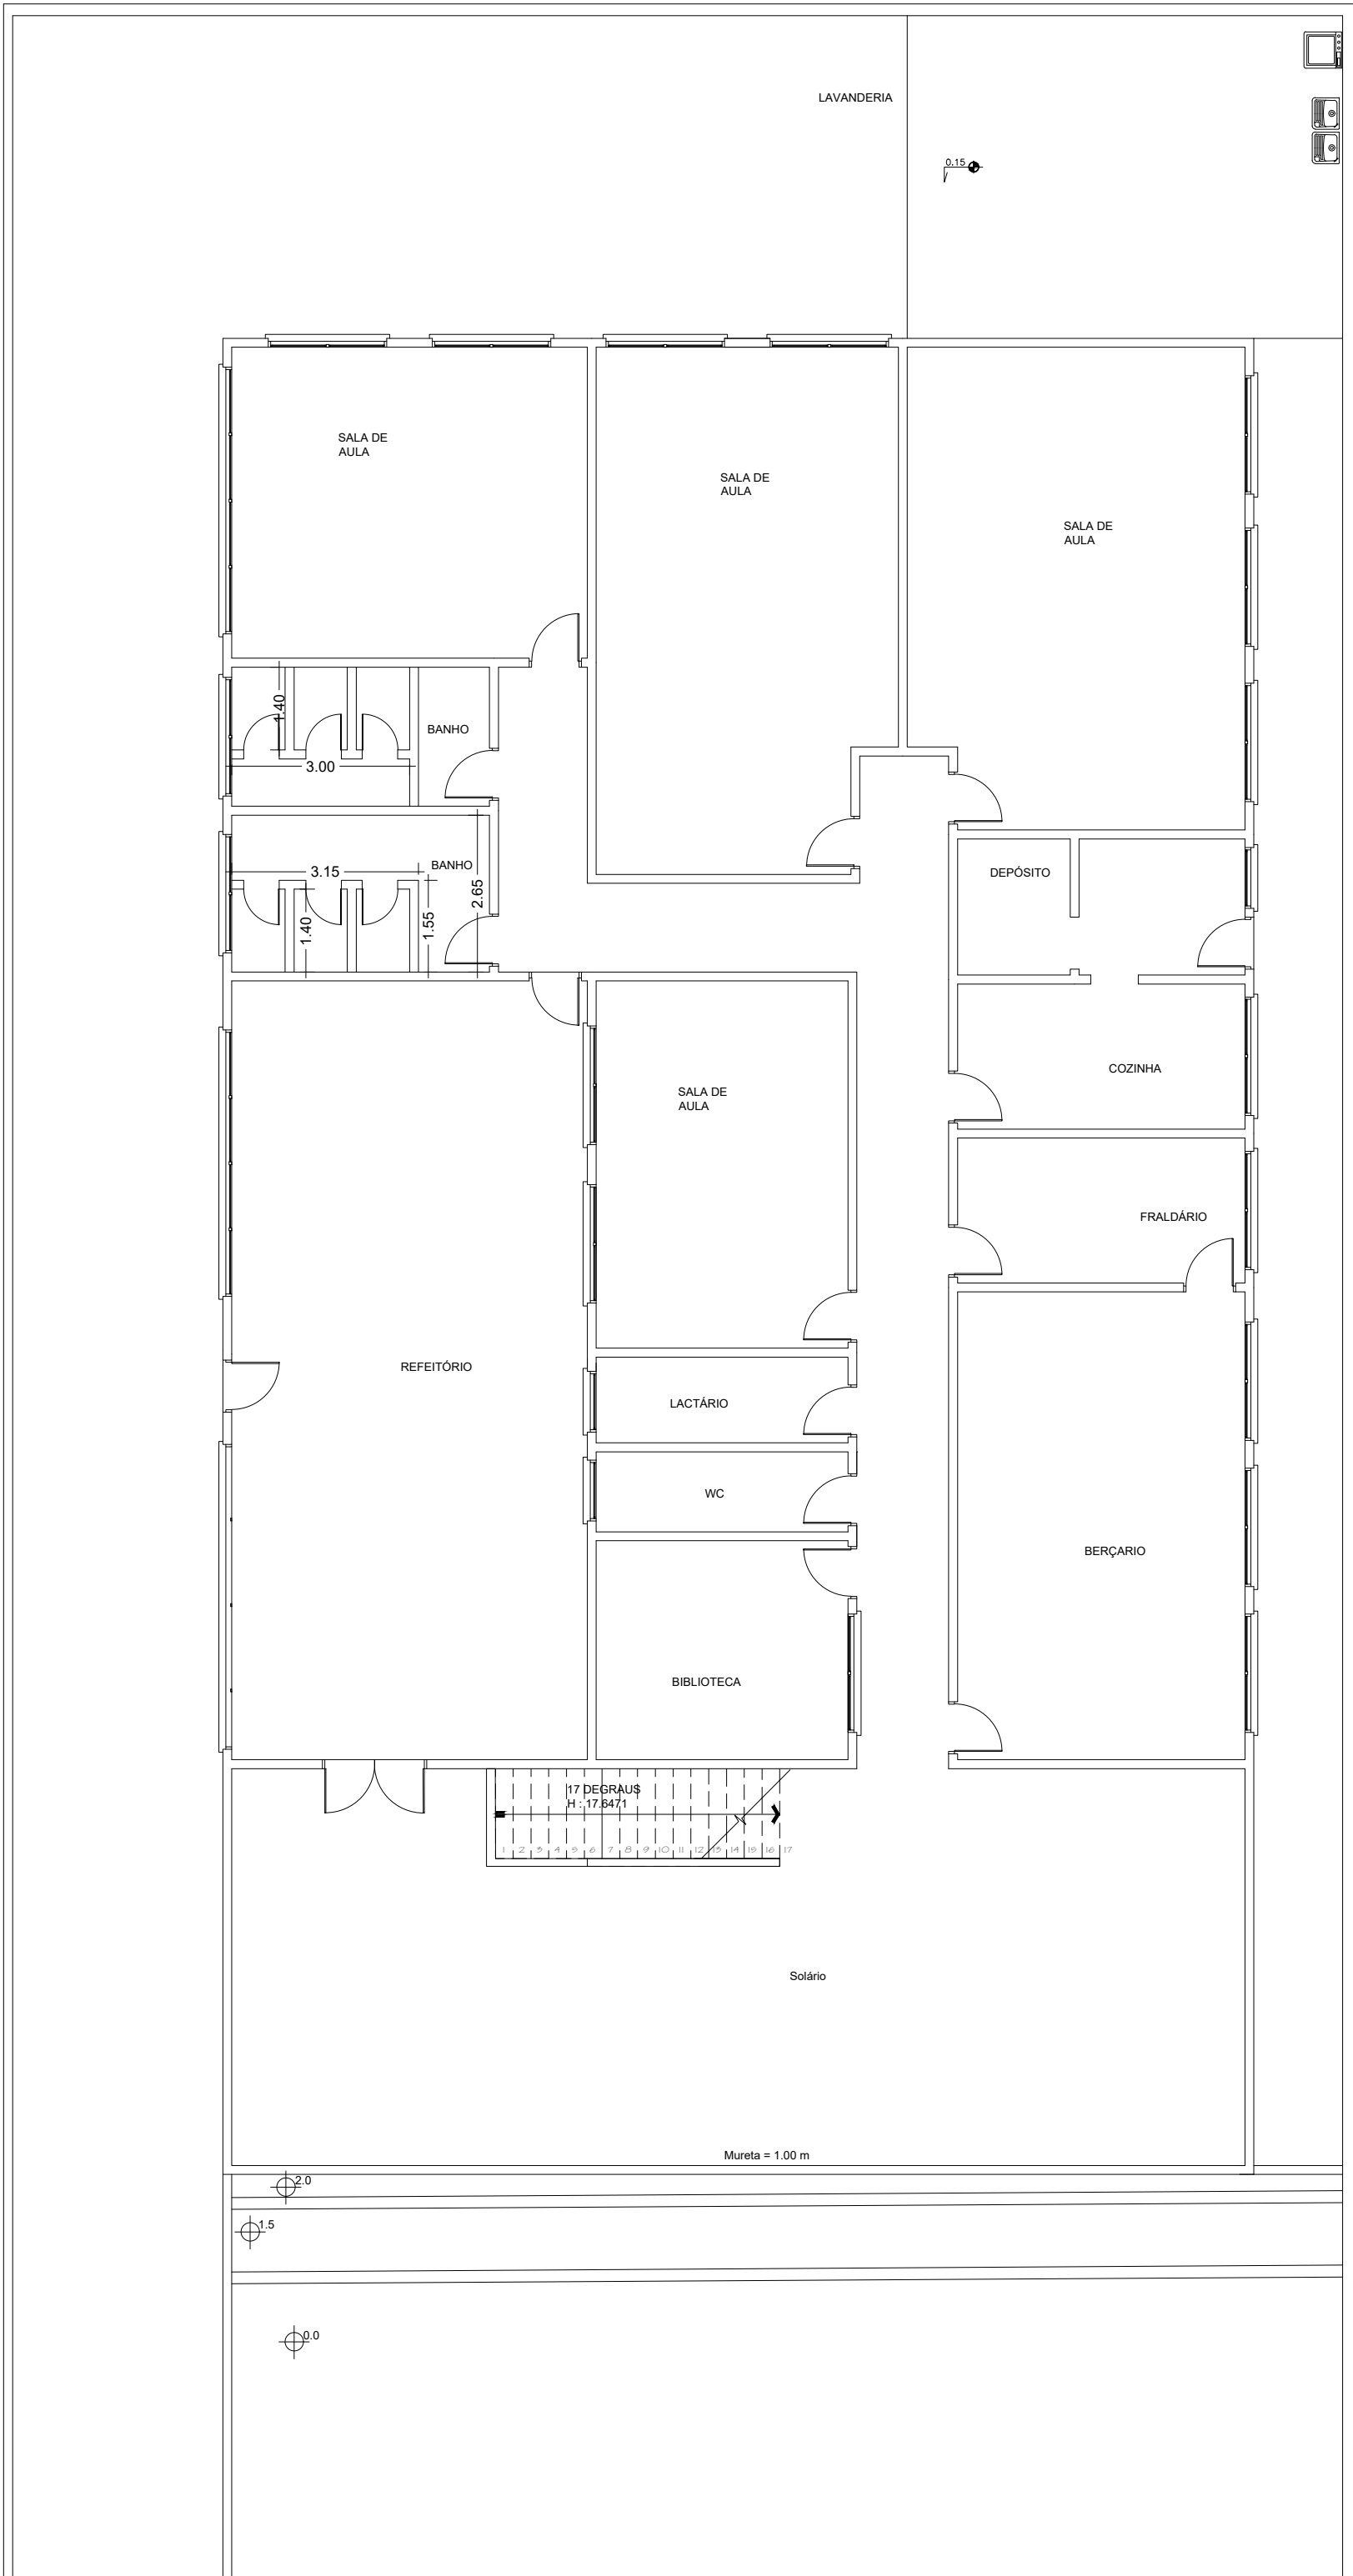 LAVANDERIA
0.15
SALA DE
AULA
SALA DE
AULA
SALA DE
AULA
1.40
BANHO
3.00
BANHO
3.15
2.65
1.40
1.55
DEPÓSITO
COZINHA
SALA DE
AULA
FRALDÁRIO
REFEITÓRIO
LACTÁRIO
WC
BERÇARIO
BIBLIOTECA
17 DEGRAUS
H : 17.6471
1 2 3 4 5 6 7 8 9 10 11 12 13 14 15 16 17
Solário
Mureta = 1.00 m
2.0
1.5
0.0